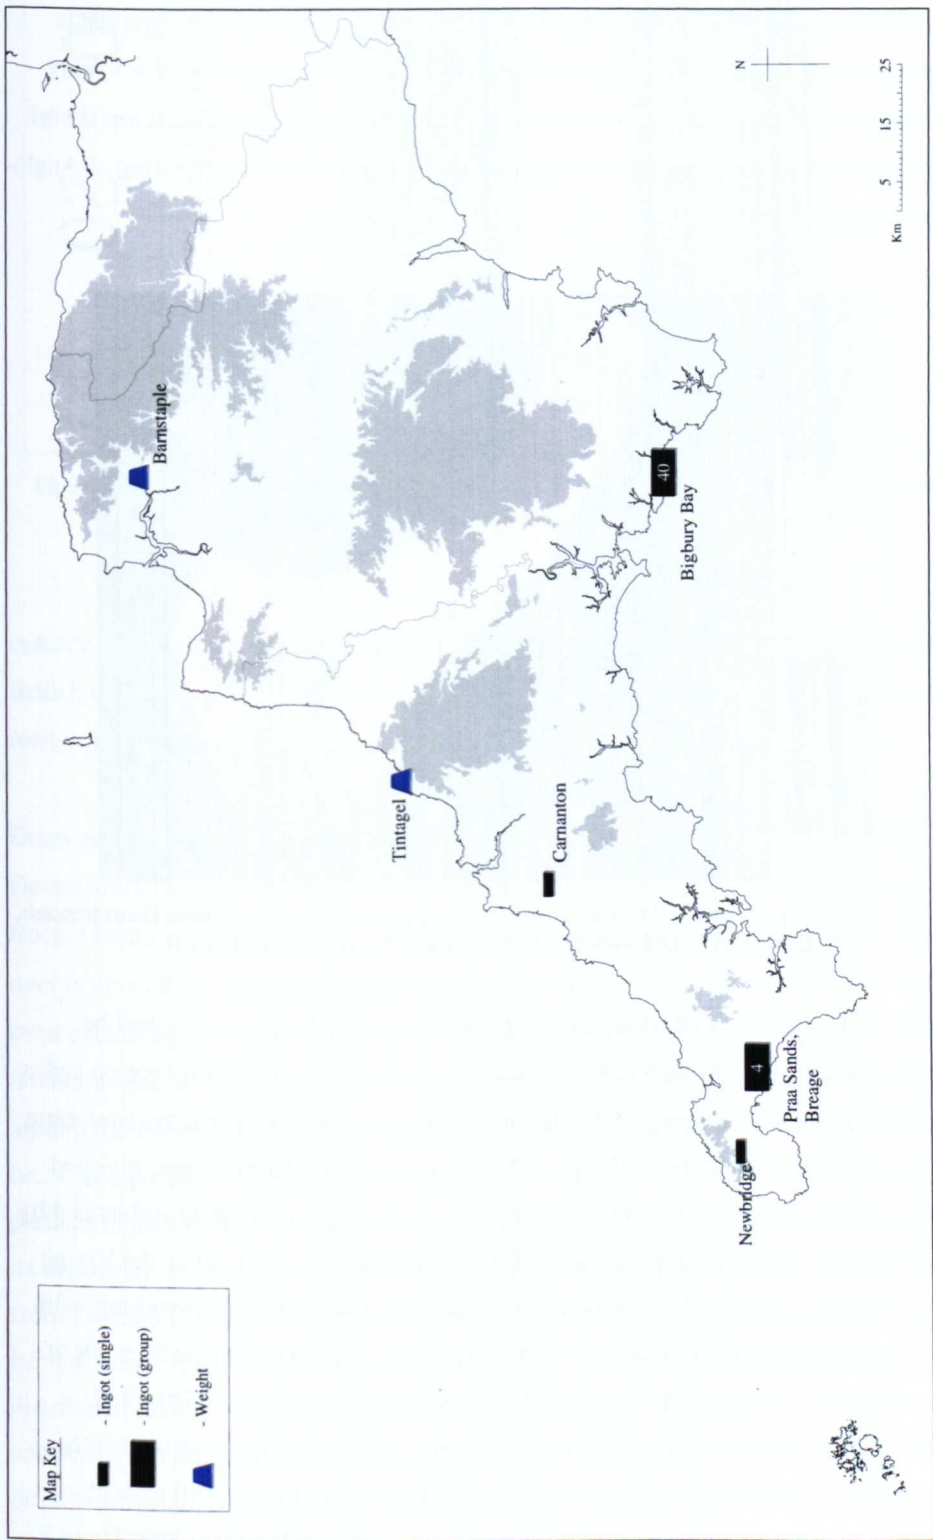 Map Key
- Ingot (single)
- Ingot (group)
- Weight
Barnstaple
Tintagel
Carnanton
40
Bigbury Bay
4
Praa Sands,
Breage
Newbridge
N
Km 5 15 25